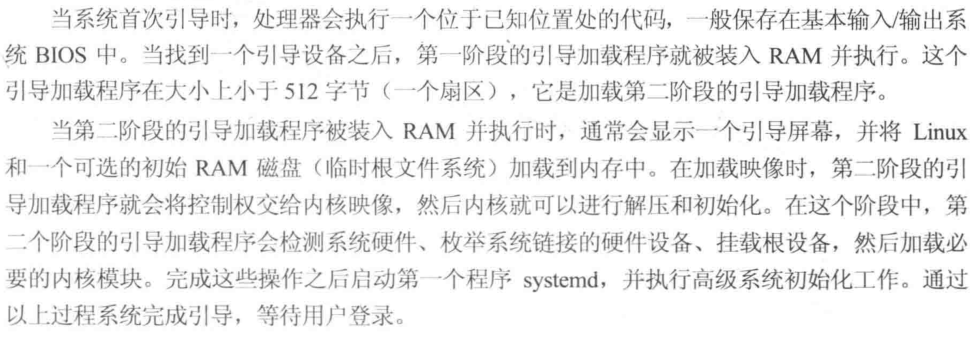 当系统首次引导时，处理器会执行一个位于已知位置处的代码，一般保存在基本输入/输出系
统 BIOS 中。当找到一个引导设备之后，第一阶段的引导加载程序就被装入 RAM 并执行。这个
引导加载程序在大小上小于 512 字节（一个扇区），它是加载第二阶段的引导加载程序。
当第二阶段的引导加载程序被装入 RAM 并执行时，通常会显示一个引导屏幕，并将 Linux
和一个可选的初始 RAM 磁盘（临时根文件系统）加载到内存中。在加载映像时，第二阶段的引
导加载程序就会将控制权交给内核映像，然后内核就可以进行解压和初始化。在这个阶段中，第
二个阶段的引导加载程序会检测系统硬件、枚举系统链接的硬件设备、挂载根设备，然后加载必
要的内核模块。完成这些操作之后启动第一个程序 systemd，并执行高级系统初始化工作。通过
以上过程系统完成引导，等待用户登录。